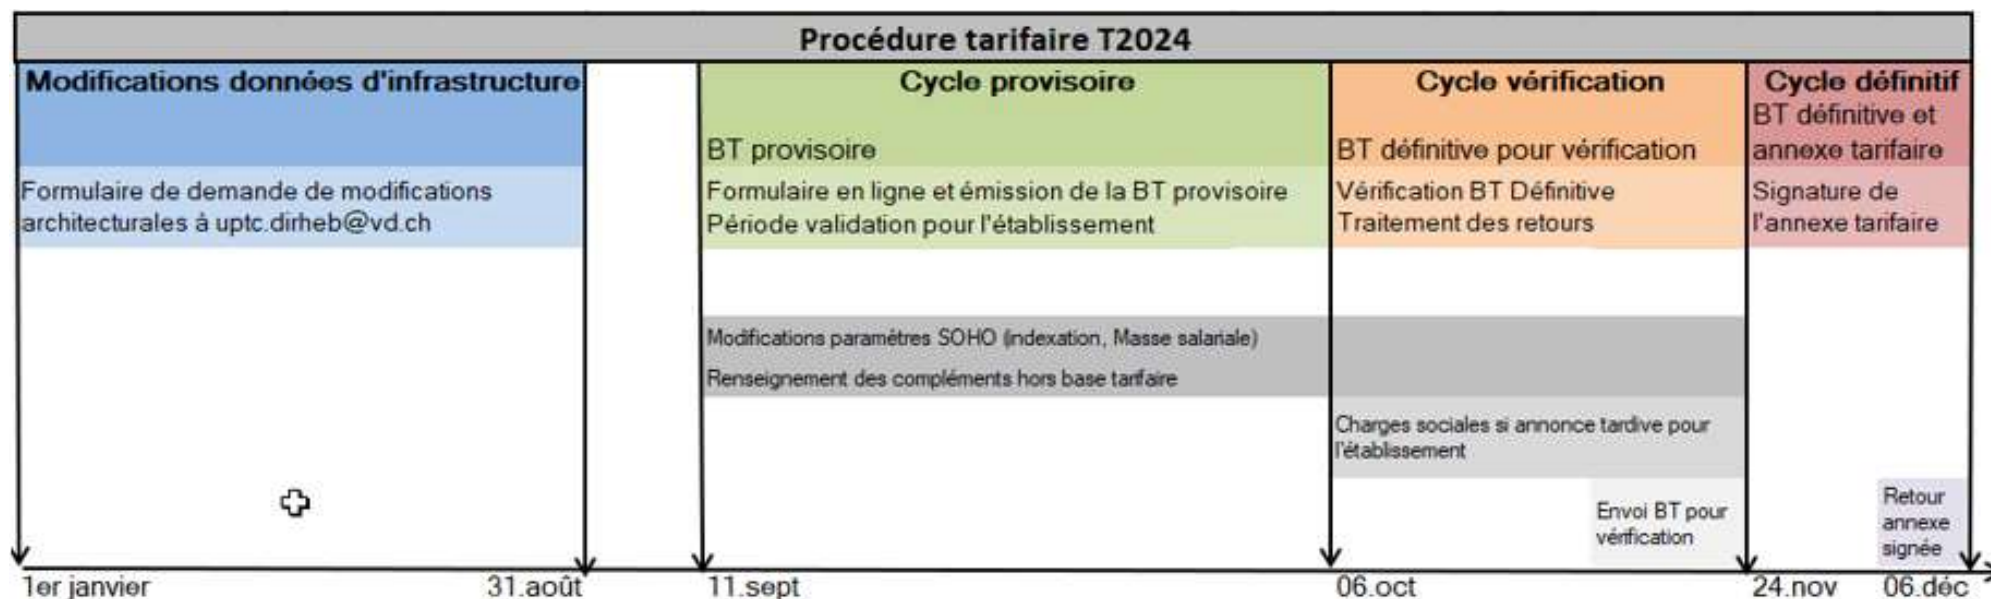 Procédure tarifaire T2024
Modifications données d'infrastructure
Cycle provisoire
Cycle vérification
Cycle définitif
BT provisoire
BT définitive pour vérification
BT définitive et
annexe tarifaire
Formulaire de demande de modifications
architecturales à uptc.dirheb@vd.ch
Formulaire en ligne et émission de la BT provisoire
Période validation pour l'établissement
Vérification BT Définitive
Traitement des retours
Signature de
l'annexe tarifaire
Modifications paramètres SOHO (indexation, Masse salariale)
Renseignement des compléments hors base tarifaire
Charges sociales si annonce tardive pour
l'établissement
Envoi BT pour
vérification
Retour
annexe
signée
1er janvier
31.août
11.sept
06.oct
24.nov
06.déc